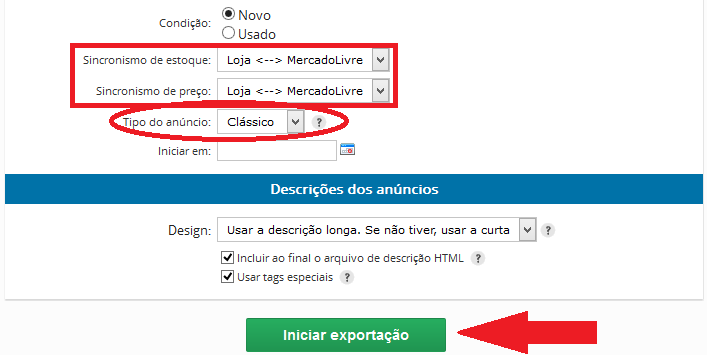 Condição: Novo
Usado
Sincronismo de estoque: Loja <--> MercadoLivre
Sincronismo de preço: Loja <--> MercadoLivre
Tipo do anúncio: Clássico ?
Iniciar em:
Descrições dos anúncios
Design: Usar a descrição longa. Se não tiver, usar a curta ?
Incluir ao final o arquivo de descrição HTML ?
Usar tags especiais ?
Iniciar exportação